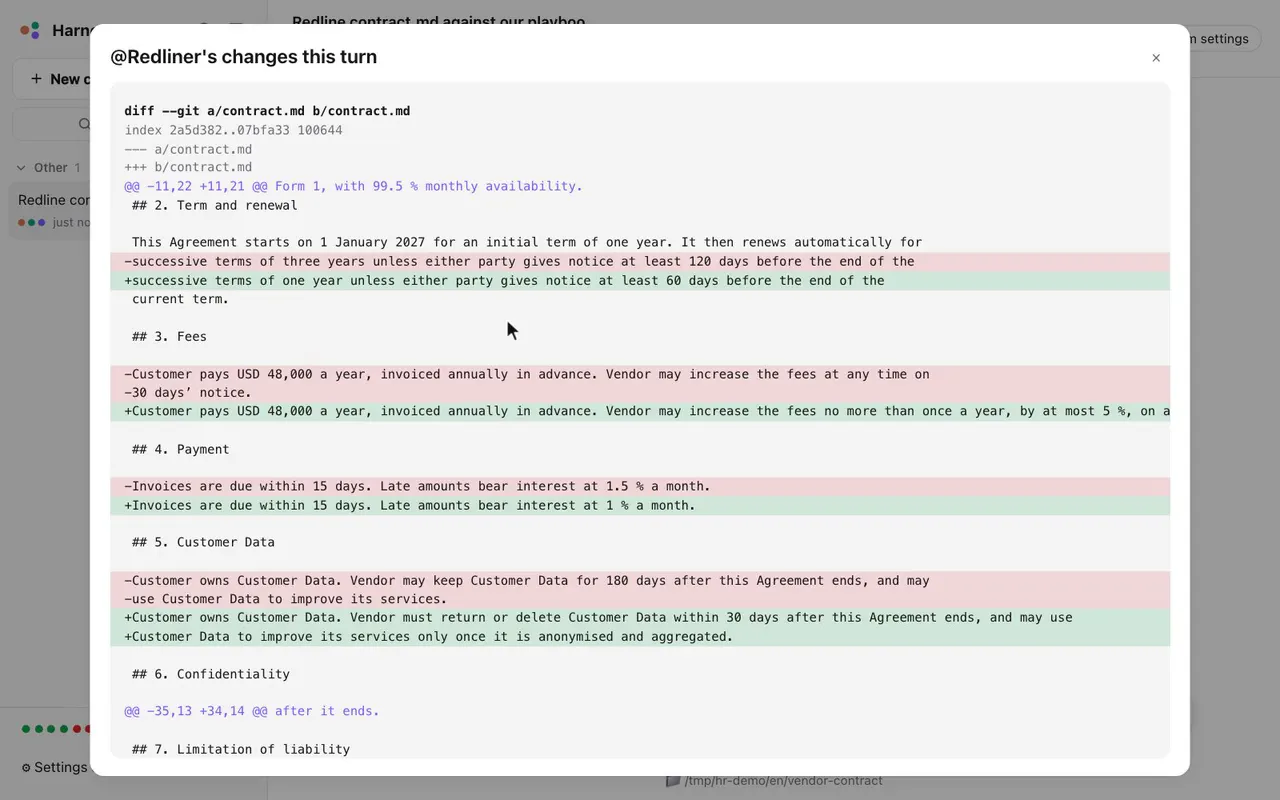 Redline contract.md against our playboo
Harn
m settings
+ New c
Other 1
Redline cor
just no
Settings
@Redliner's changes this turn
×
diff --git a/contract.md b/contract.md
index 2a5d382..07bfa33 100644
--- a/contract.md
+++ b/contract.md
@@ -11,22 +11,21 @@ Form 1, with 99.5 % monthly availability.
## 2. Term and renewal
This Agreement starts on 1 January 2027 for an initial term of one year. It then renews automatically for
-successive terms of three years unless either party gives notice at least 120 days before the end of the
+successive terms of one year unless either party gives notice at least 60 days before the end of the
current term.
## 3. Fees
-Customer pays USD 48,000 a year, invoiced annually in advance. Vendor may increase the fees at any time on
-30 days’ notice.
+Customer pays USD 48,000 a year, invoiced annually in advance. Vendor may increase the fees no more than once a year, by at most 5 %, on a
## 4. Payment
-Invoices are due within 15 days. Late amounts bear interest at 1.5 % a month.
+Invoices are due within 15 days. Late amounts bear interest at 1 % a month.
## 5. Customer Data
-Customer owns Customer Data. Vendor may keep Customer Data for 180 days after this Agreement ends, and may
-use Customer Data to improve its services.
+Customer owns Customer Data. Vendor must return or delete Customer Data within 30 days after this Agreement ends, and may use
+Customer Data to improve its services only once it is anonymised and aggregated.
## 6. Confidentiality
@@ -35,13 +34,14 @@ after it ends.
## 7. Limitation of liability
/tmp/hr-demo/en/vendor-contract